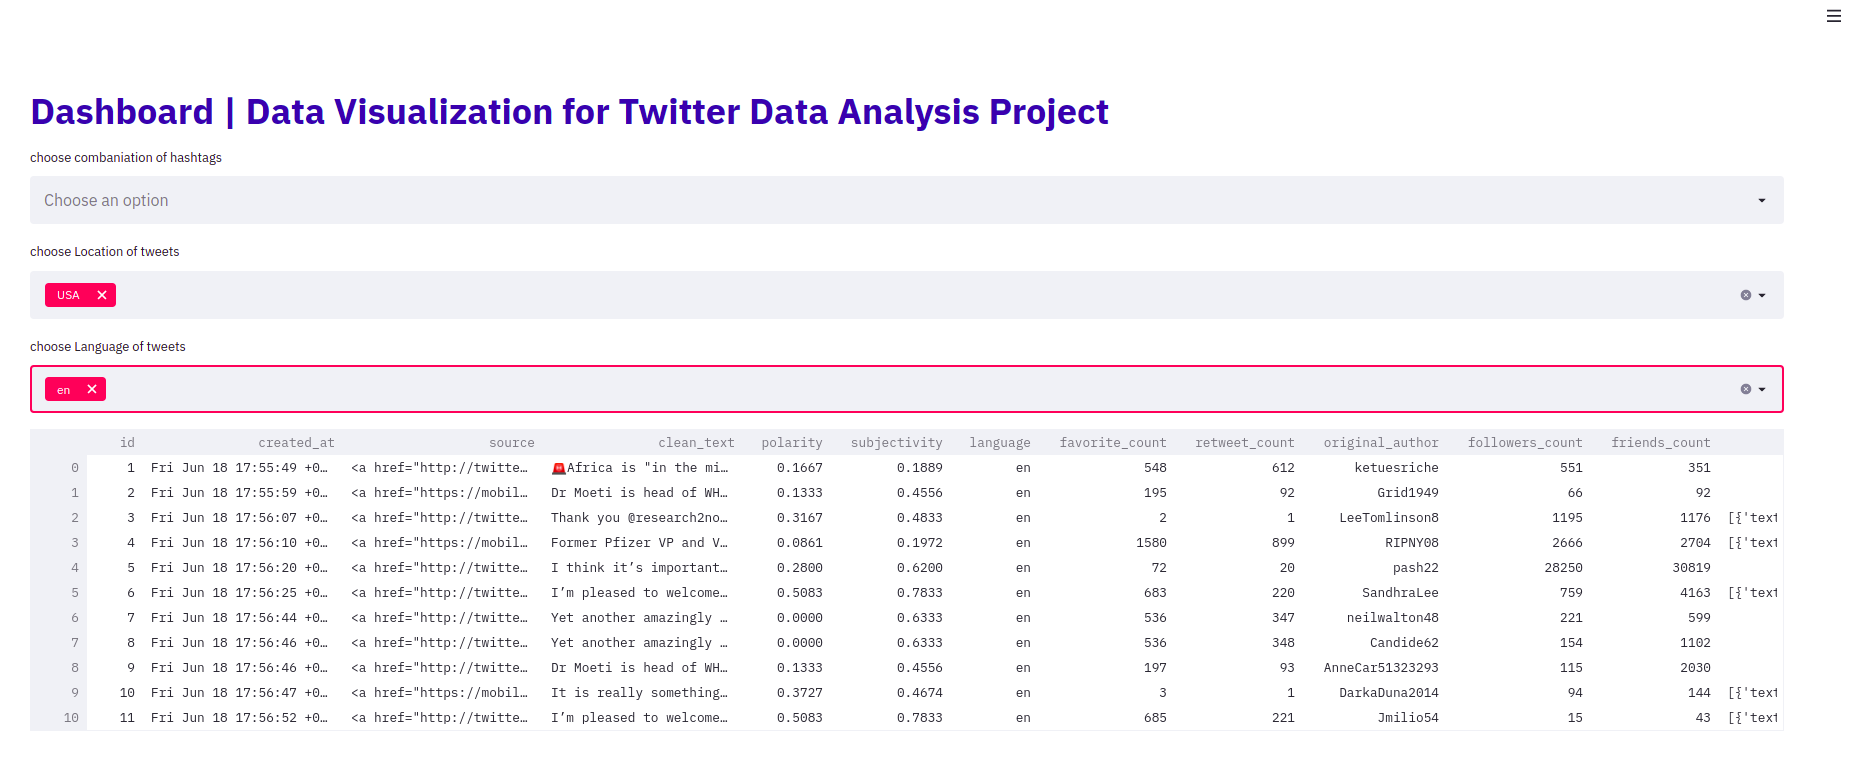 Dashboard | Data Visualization for Twitter Data Analysis Project
choose combaniation of hashtags
Choose an option
choose Location of tweets
USA
choose Language of tweets
en
id created_at source clean_text polarity subjectivity language favorite_count retweet_count original_author followers_count friends_count
0 1 Fri Jun 18 17:55:49 +0… <a href="http://twitte… 🚨Africa is "in the mi… 0.1667 0.1889 en 548 612 ketuesriche 551 351
1 2 Fri Jun 18 17:55:59 +0… <a href="https://mobil… Dr Moeti is head of WH… 0.1333 0.4556 en 195 92 Grid1949 66 92
2 3 Fri Jun 18 17:56:07 +0… <a href="http://twitte… Thank you @research2no… 0.3167 0.4833 en 2 1 LeeTomlinson8 1195 1176 [{'text
3 4 Fri Jun 18 17:56:10 +0… <a href="https://mobil… Former Pfizer VP and V… 0.0861 0.1972 en 1580 899 RIPNY08 2666 2704 [{'text
4 5 Fri Jun 18 17:56:20 +0… <a href="http://twitte… I think it’s important… 0.2800 0.6200 en 72 20 pash22 28250 30819
5 6 Fri Jun 18 17:56:25 +0… <a href="http://twitte… I’m pleased to welcome… 0.5083 0.7833 en 683 220 SandhraLee 759 4163 [{'text
6 7 Fri Jun 18 17:56:44 +0… <a href="http://twitte… Yet another amazingly … 0.0000 0.6333 en 536 347 neilwalton48 221 599
7 8 Fri Jun 18 17:56:46 +0… <a href="http://twitte… Yet another amazingly … 0.0000 0.6333 en 536 348 Candide62 154 1102
8 9 Fri Jun 18 17:56:46 +0… <a href="http://twitte… Dr Moeti is head of WH… 0.1333 0.4556 en 197 93 AnneCar51323293 115 2030
9 10 Fri Jun 18 17:56:47 +0… <a href="https://mobil… It is really something… 0.3727 0.4674 en 3 1 DarkaDuna2014 94 144 [{'text
10 11 Fri Jun 18 17:56:52 +0… <a href="http://twitte… I’m pleased to welcome… 0.5083 0.7833 en 685 221 Jmilio54 15 43 [{'text